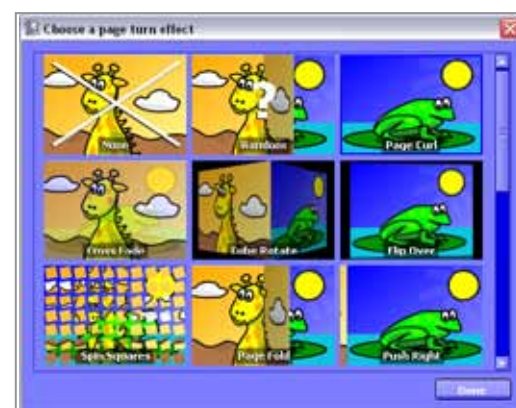 Choose a page turn effect
None
Random
Page Curl
Cross Fade
Cube Rotate
Flip Over
Spin Squares
Page Fold
Push Right
Done